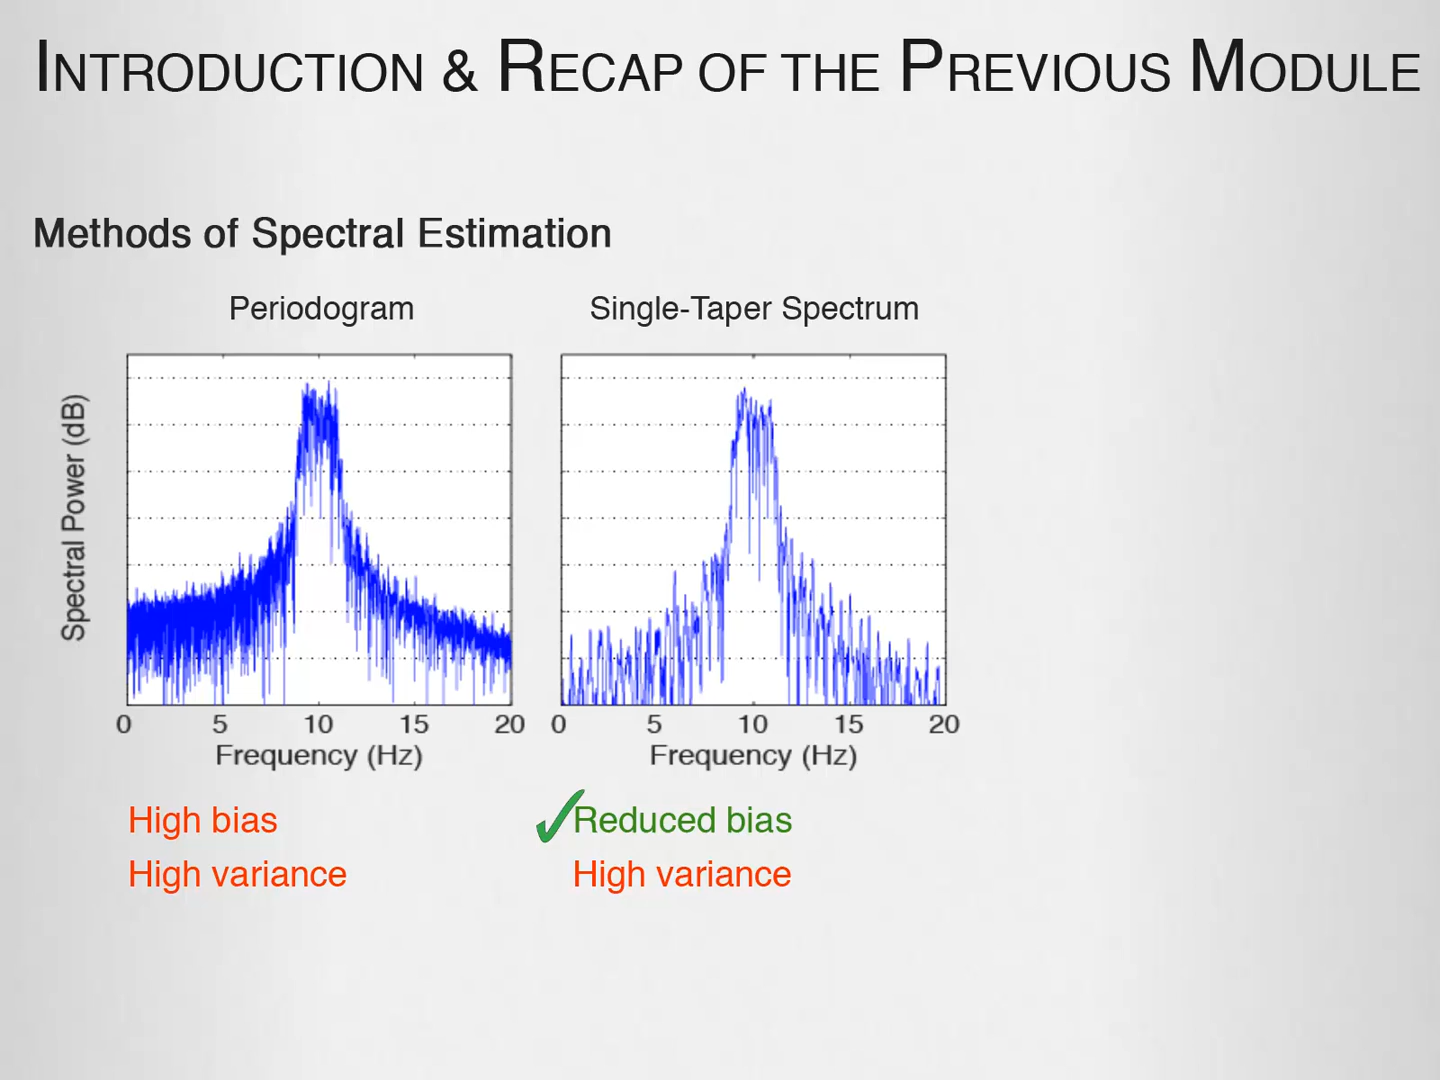 INTRODUCTION & RECAP OF THE PREVIOUS MODULE
Methods of Spectral Estimation
Periodogram
Single-Taper Spectrum
Spectral Power (dB)
0 5 10 15 20
0 5 10 15 20
Frequency (Hz)
Frequency (Hz)
High bias
Reduced bias
High variance
High variance